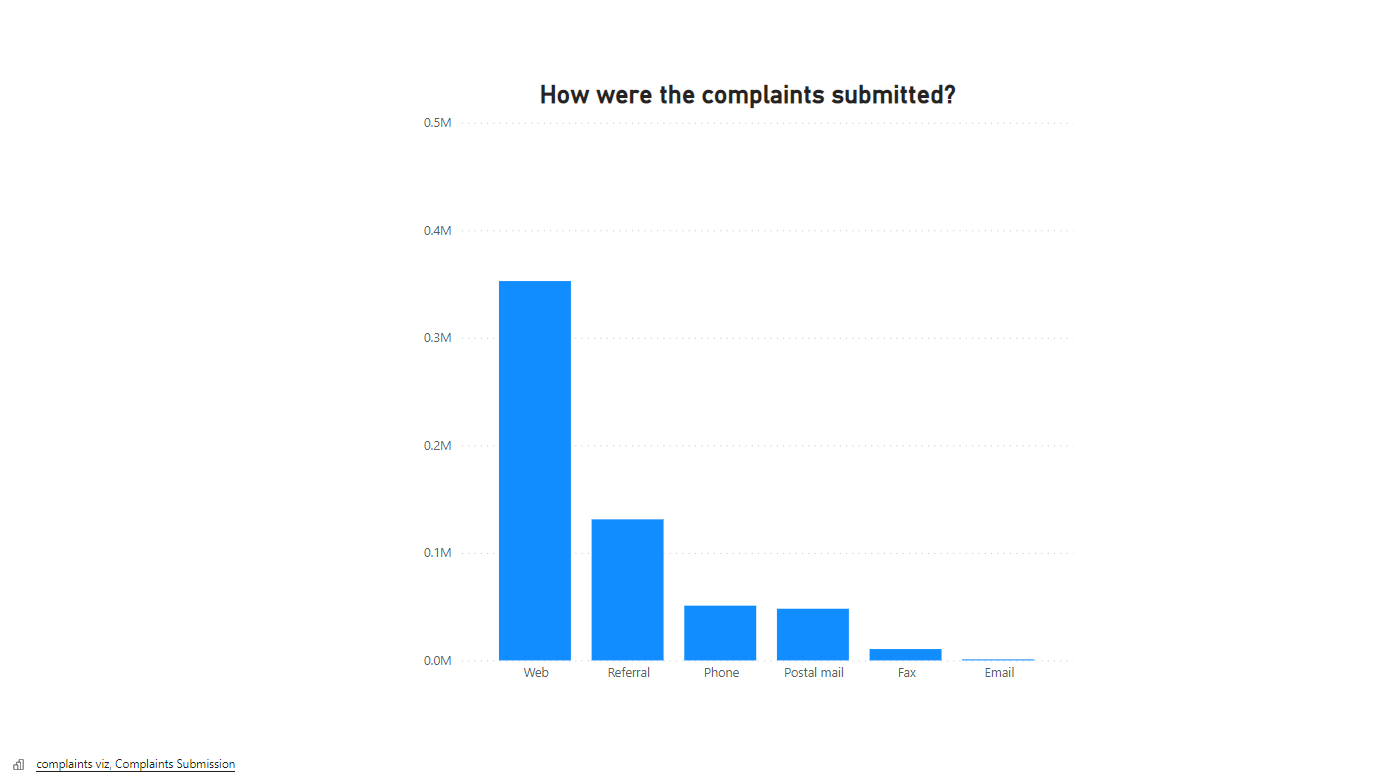 How were the complaints submitted?
0.5M
0.4M
0.3M
0.2M
0.1M
0.0M
Web Referral Phone Postal mail Fax Email
complaints viz, Complaints Submission